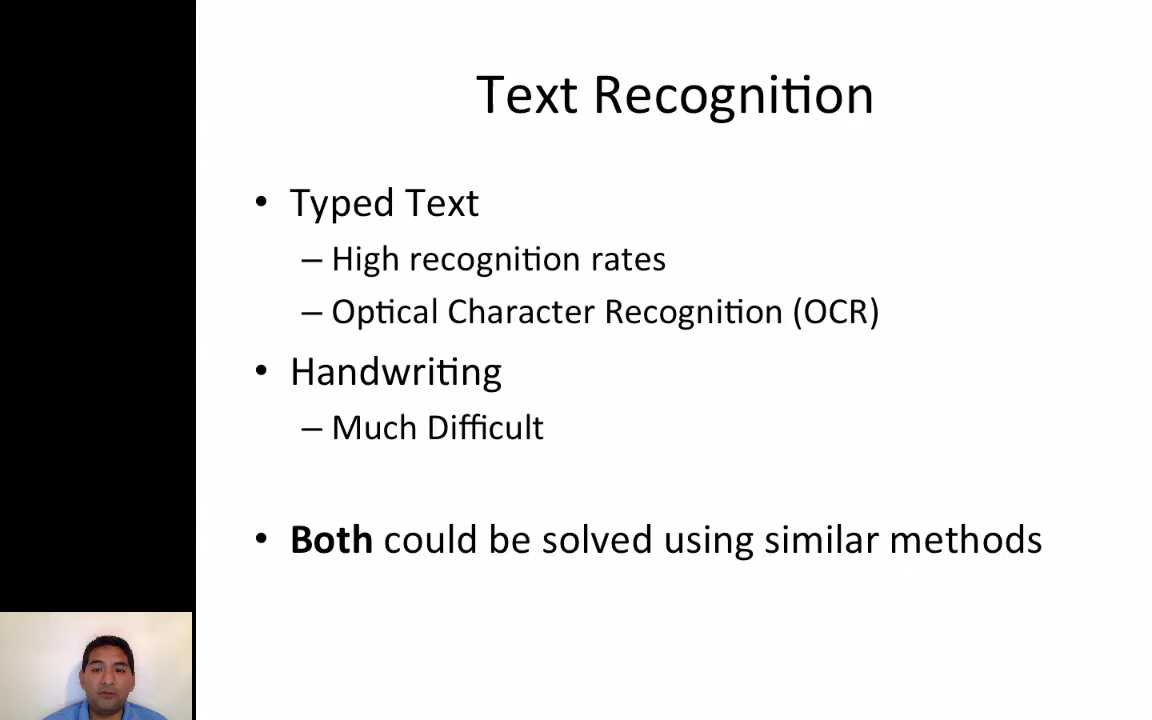 Text Recognition
• Typed Text
– High recognition rates
– Optical Character Recognition (OCR)
• Handwriting
– Much Difficult
• Both could be solved using similar methods